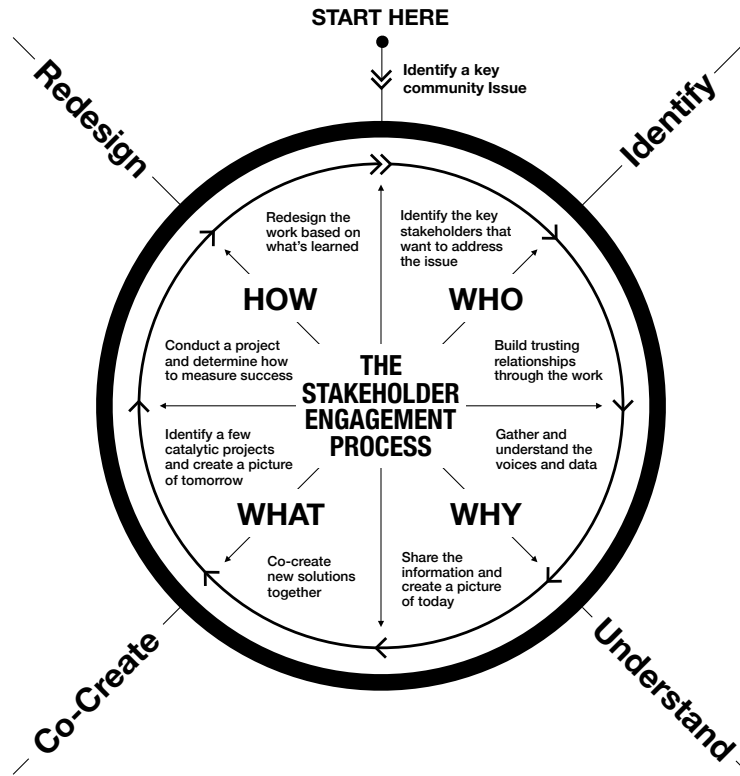 START HERE
Identify a key
community Issue
Redesign
Identify
Redesign the
work based on
what's learned
Identify the key
stakeholders that
want to address
the issue
HOW
WHO
Conduct a project
and determine how
to measure success
Build trusting
relationships
through the work
THE
STAKEHOLDER
ENGAGEMENT
PROCESS
Identify a few
catalytic projects
and create a picture
of tomorrow
Gather and
understand the
voices and data
WHAT
WHY
Co-create
new solutions
together
Share the
information and
create a picture
of today
Co-Create
Understand